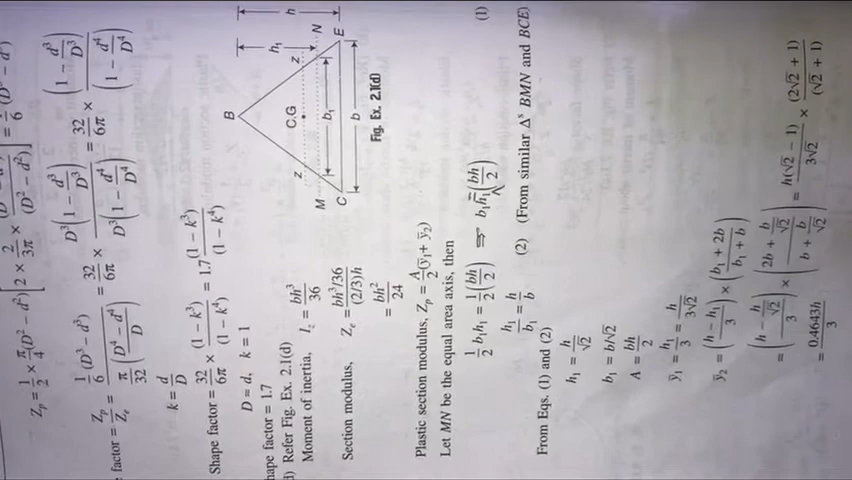 Z_p = 1/2 × π/4 (D² − d²) [2 × 2/3π × (D³ − d³)/(D² − d²)] = 1/6 (D³ − d³)
factor = Z_p/Z_e = 1/6 (D³ − d³) / π/32 ((D⁴ − d⁴)/D) = 32/6π × D³(1 − d³/D³) / D³(1 − d⁴/D⁴) = 32/6π × (1 − d³/D³) / (1 − d⁴/D⁴)
k = d/D
Shape factor = 32/6π × (1 − k³)/(1 − k⁴) = 1.7 (1 − k³)/(1 − k⁴)
D = d, k = 1
hape factor = 1.7
) Refer Fig. Ex. 2.1(d)
Moment of inertia, I_z = bh³/36
Section modulus, Z_e = bh³/36 / (2/3)h
= bh²/24
B
C.G
z
z
M
N
C
E
b₁
b
h₁
h
Fig. Ex. 2.1(d)
Plastic section modulus, Z_p = A/2 (ȳ₁ + ȳ₂)
Let MN be the equal area axis, then
1/2 b₁h₁ = 1/2 (bh/2) ⇒ b₁h₁ = (bh/2) (1)
h₁/b₁ = h/b (2) (From similar Δˢ BMN and BCE)
From Eqs. (1) and (2)
h₁ = h/√2
b₁ = b/√2
A = bh/2
ȳ₁ = h₁/3 = h/3√2
ȳ₂ = ((h − h₁)/3) × ((b₁ + 2b)/(b₁ + b))
= ((h − h/√2)/3) × ((2b + b/√2)/(b + b/√2)) = h(√2 − 1)/3√2 × (2√2 + 1)/(√2 + 1)
= 0.4643h/3